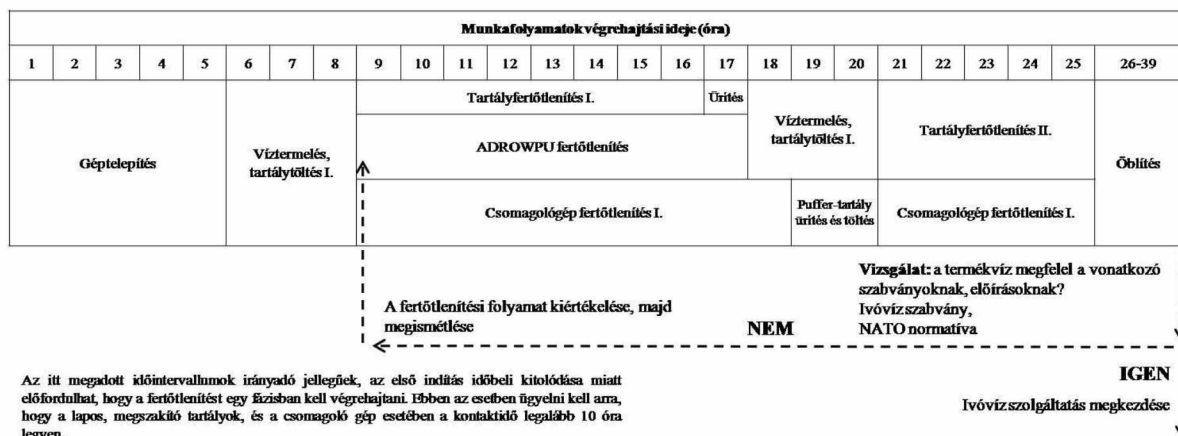 Munkafolyamatok végrehajtási ideje (óra)
1 2 3 4 5 6 7 8 9 10 11 12 13 14 15 16 17 18 19 20 21 22 23 24 25 26-39
Géptelepítés
Víztermelés,
tartálytöltés I.
Tartályfertőtlenítés I.
Ürítés
ADROWPU fertőtlenítés
Víztermelés,
tartálytöltés I.
Tartályfertőtlenítés II.
Öblítés
Csomagológép fertőtlenítés I.
Puffer-tartály
ürítés és töltés
Csomagológép fertőtlenítés I.
Vizsgálat: a termékvíz megfelel a vonatkozó
szabványoknak, előírásoknak?
Ivóvíz szabvány,
NATO normatíva
A fertőtlenítési folyamat kiértékelése, majd
megismétlése
NEM
IGEN
Ivóvíz szolgáltatás megkezdése
Az itt megadott időintervallumok irányadó jellegűek, az első indítás időbeli kitolódása miatt
előfordulhat, hogy a fertőtlenítést egy fázisban kell végrehajtani. Ebben az esetben ügyelni kell arra,
hogy a lapos, megszakító tartályok, és a csomagoló gép esetében a kontaktidő legalább 10 óra
legyen